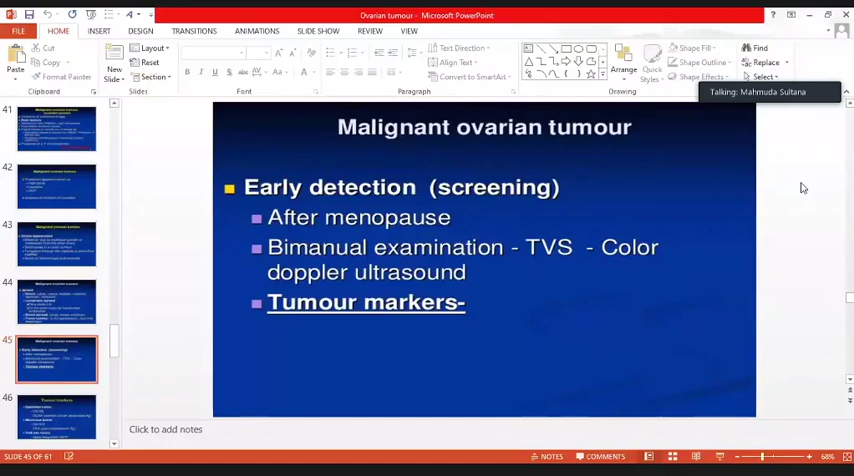 Ovarian tumour - Microsoft PowerPoint
FILE HOME INSERT DESIGN TRANSITIONS ANIMATIONS SLIDE SHOW REVIEW VIEW
Cut
Copy
Format Painter
Paste
Clipboard
New
Slide
Layout
Reset
Section
Slides
Font
Text Direction
Align Text
Convert to SmartArt
Paragraph
Arrange
Quick
Styles
Shape Fill
Shape Outline
Shape Effects
Drawing
Find
Replace
Select
Talking: Mahmuda Sultana
41
42
43
44
45
46
Malignant ovarian tumour
Early detection (screening)
After menopause
Bimanual examination - TVS - Color
doppler ultrasound
Tumour markers-
Click to add notes
SLIDE 45 OF 61
NOTES
COMMENTS
68%